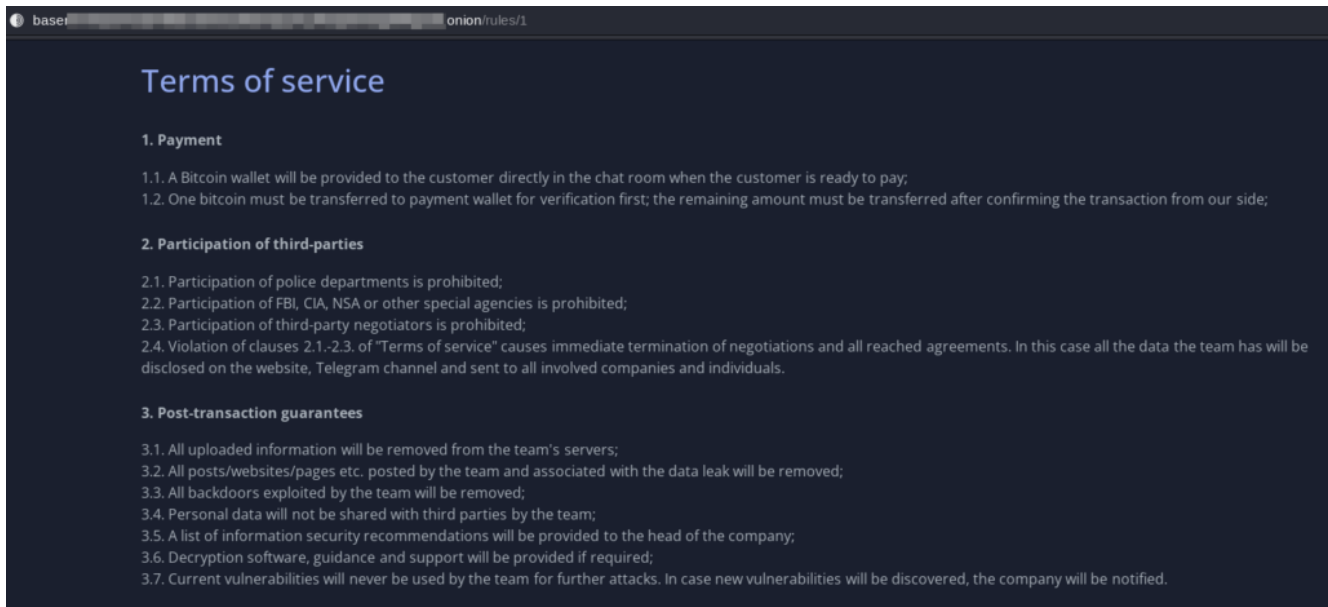 baser onion/rules/1
Terms of service
1. Payment
1.1. A Bitcoin wallet will be provided to the customer directly in the chat room when the customer is ready to pay;
1.2. One bitcoin must be transferred to payment wallet for verification first; the remaining amount must be transferred after confirming the transaction from our side;
2. Participation of third-parties
2.1. Participation of police departments is prohibited;
2.2. Participation of FBI, CIA, NSA or other special agencies is prohibited;
2.3. Participation of third-party negotiators is prohibited;
2.4. Violation of clauses 2.1.-2.3. of "Terms of service" causes immediate termination of negotiations and all reached agreements. In this case all the data the team has will be
disclosed on the website, Telegram channel and sent to all involved companies and individuals.
3. Post-transaction guarantees
3.1. All uploaded information will be removed from the team's servers;
3.2. All posts/websites/pages etc. posted by the team and associated with the data leak will be removed;
3.3. All backdoors exploited by the team will be removed;
3.4. Personal data will not be shared with third parties by the team;
3.5. A list of information security recommendations will be provided to the head of the company;
3.6. Decryption software, guidance and support will be provided if required;
3.7. Current vulnerabilities will never be used by the team for further attacks. In case new vulnerabilities will be discovered, the company will be notified.